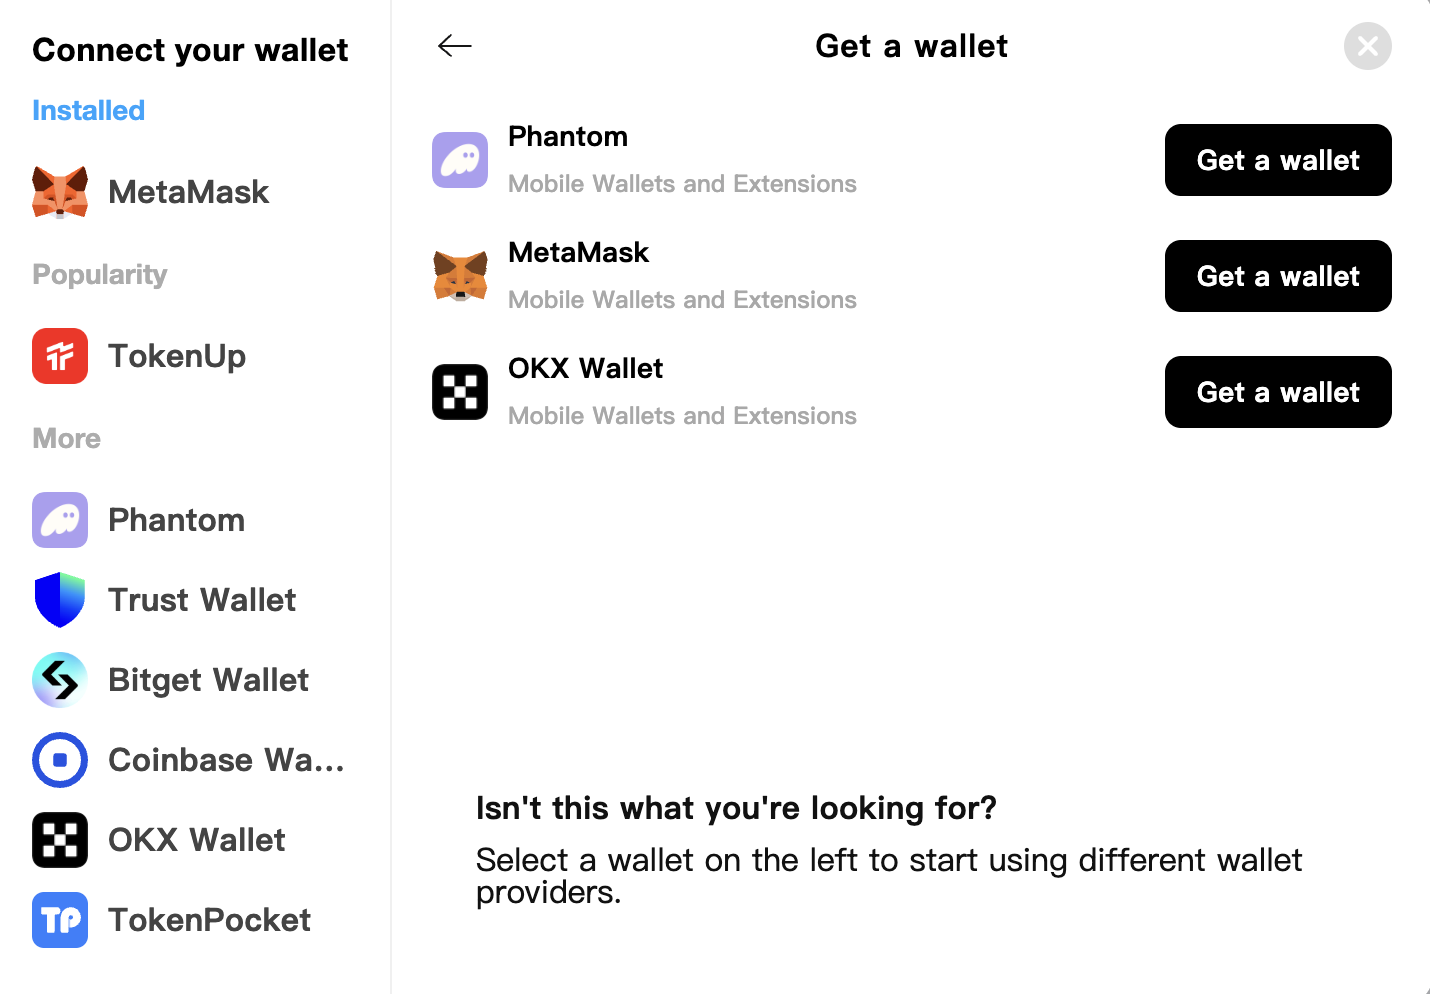 Connect your wallet
Installed
MetaMask
Popularity
TokenUp
More
Phantom
Trust Wallet
Bitget Wallet
Coinbase Wa...
OKX Wallet
TP
TokenPocket
Get a wallet
Phantom
Mobile Wallets and Extensions
Get a wallet
MetaMask
Mobile Wallets and Extensions
Get a wallet
OKX Wallet
Mobile Wallets and Extensions
Get a wallet
Isn't this what you're looking for?
Select a wallet on the left to start using different wallet
providers.